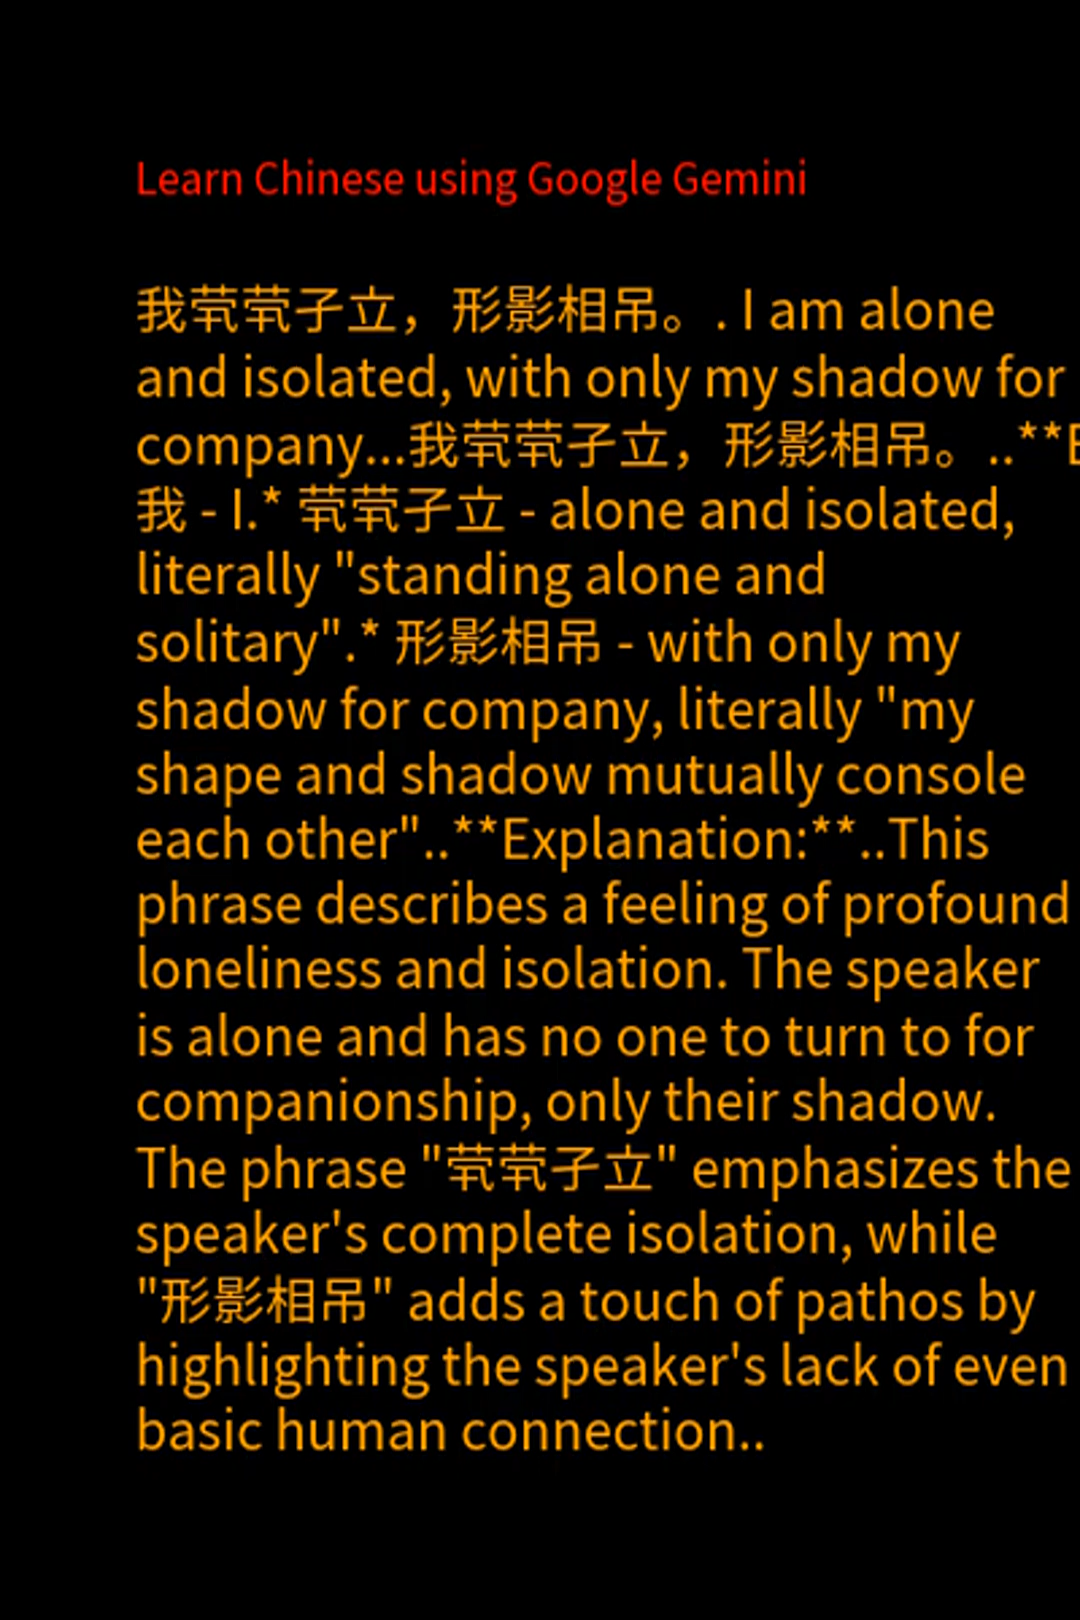 Learn Chinese using Google Gemini
我茕茕孑立，形影相吊。. I am alone
and isolated, with only my shadow for
company...我茕茕孑立，形影相吊。..**E
我 - I.* 茕茕孑立 - alone and isolated,
literally "standing alone and
solitary".* 形影相吊 - with only my
shadow for company, literally "my
shape and shadow mutually console
each other"..**Explanation:**..This
phrase describes a feeling of profound
loneliness and isolation. The speaker
is alone and has no one to turn to for
companionship, only their shadow.
The phrase "茕茕孑立" emphasizes the
speaker's complete isolation, while
"形影相吊" adds a touch of pathos by
highlighting the speaker's lack of even
basic human connection..